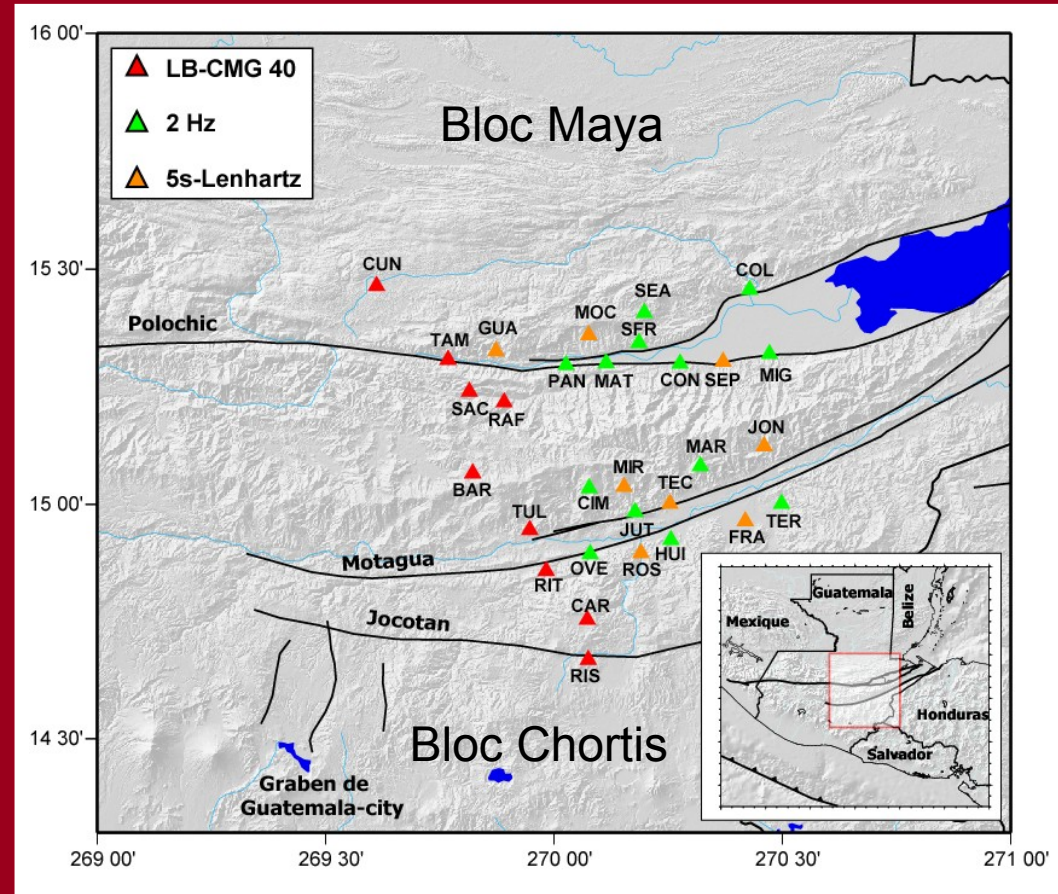 16 00'
LB-CMG 40
2 Hz
5s-Lenhartz
Bloc Maya
15 30'
CUN
COL
SEA
MOC
SFR
GUA
TAM
Polochic
PAN
MAT
CON
SEP
MIG
SAC
RAF
JON
MAR
MIR
TEC
BAR
CIM
15 00'
TUL
JUT
TER
FRA
HUI
Motagua
OVE
ROS
RIT
CAR
Jocotan
RIS
Guatemala
Belize
Mexique
Honduras
Salvador
14 30'
Bloc Chortis
Graben de
Guatemala-city
269 00'
269 30'
270 00'
270 30'
271 00'